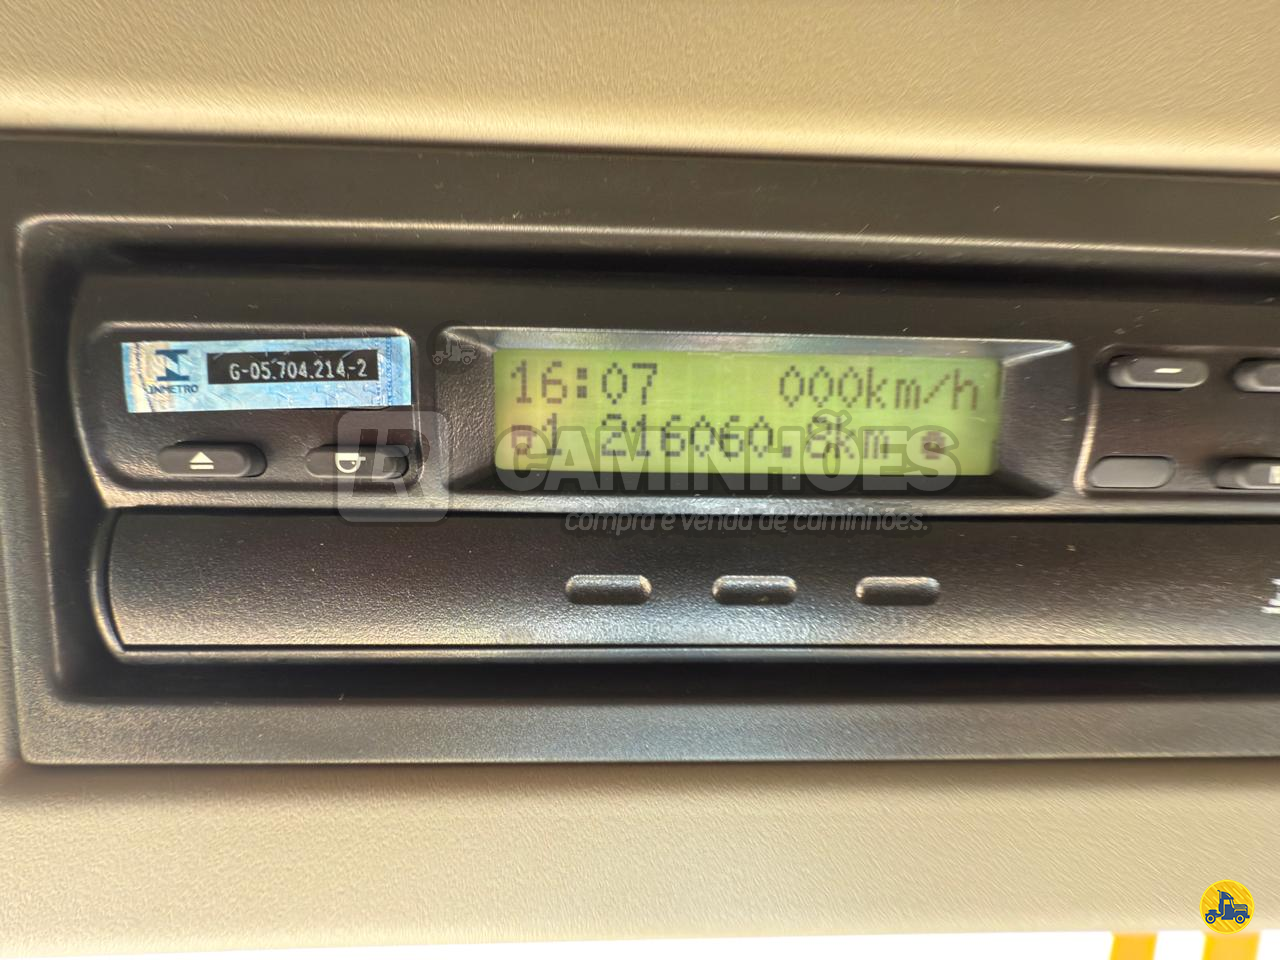 INMETRO
G-05.704.214-2
16:07 000km/h
1 216060.8km
CAMINHÕES
compra e venda de caminhões.